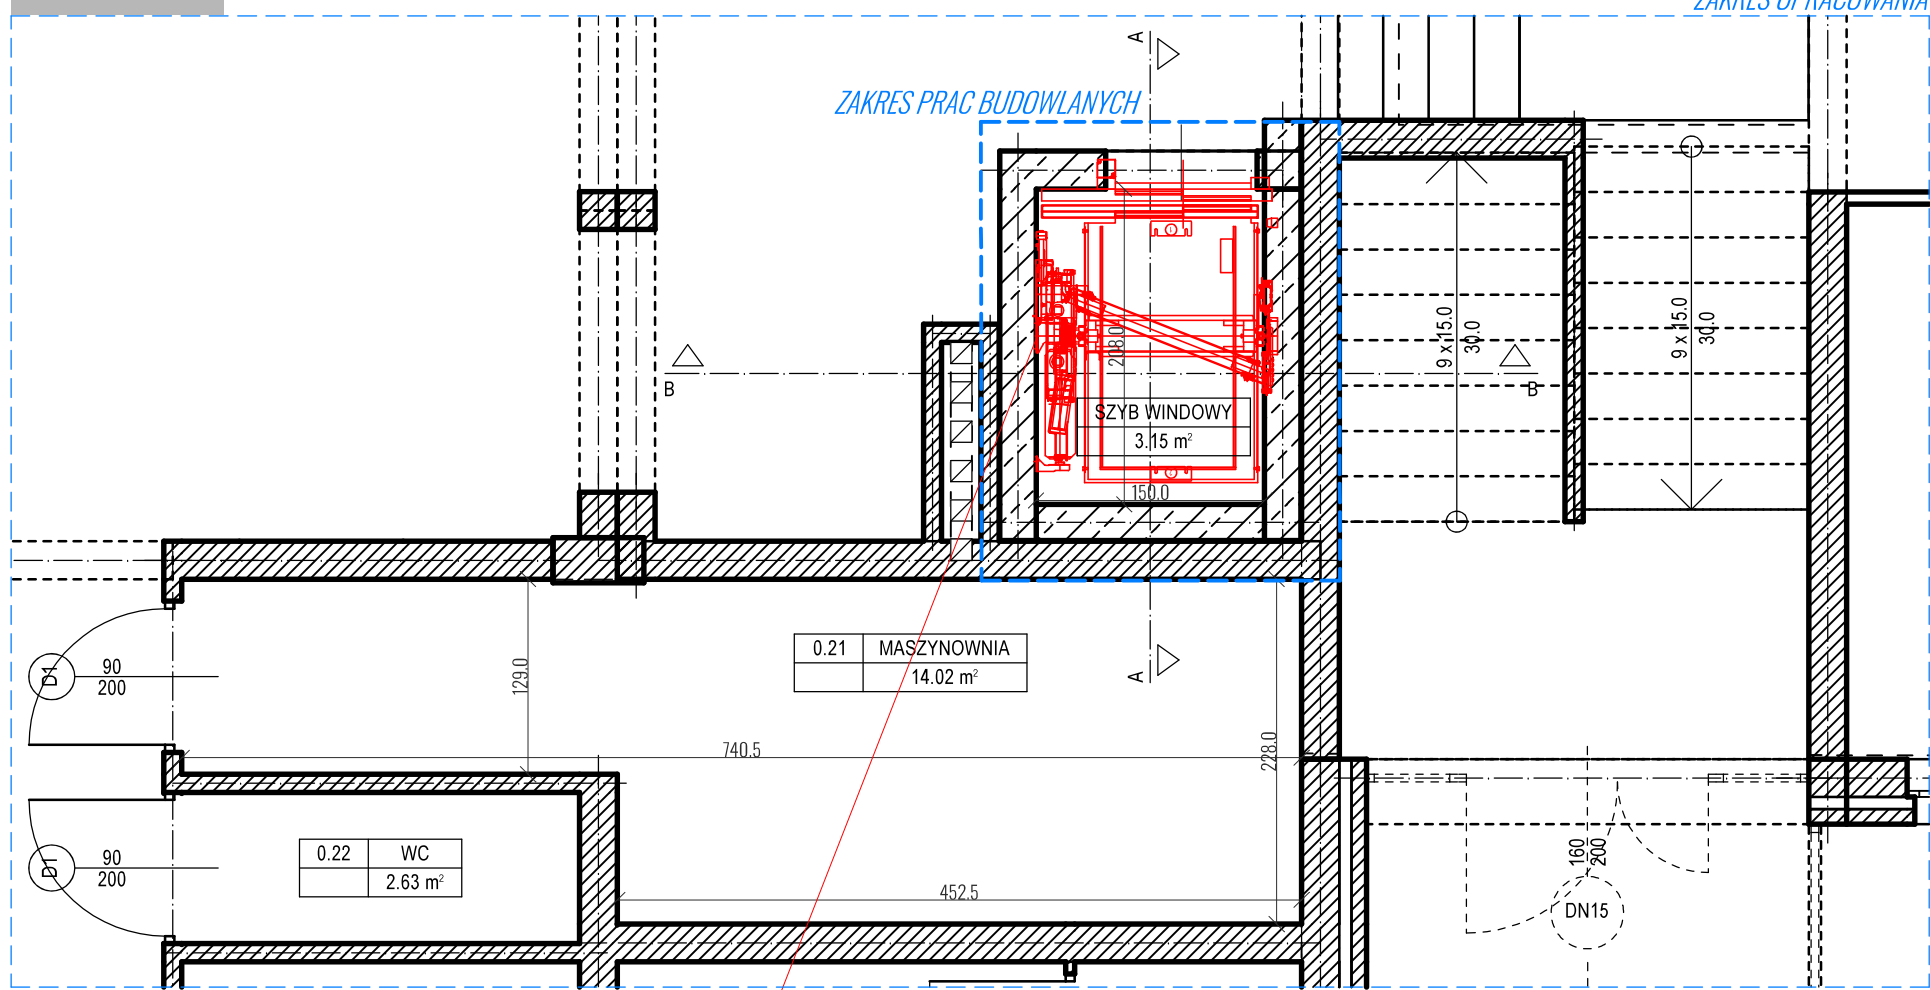 ZAKRES OPRACOWANIA
A
ZAKRES PRAC BUDOWLANYCH
9 x 15.0
30.0
9 x 15.0
30.0
208.0
B
B
SZYB WINDOWY
3.15 m²
150.0
0.21 MASZYNOWNIA
14.02 m²
A
D1
90
200
129.0
740.5
228.0
D1
90
200
0.22 WC
2.63 m²
452.5
160
200
DN15